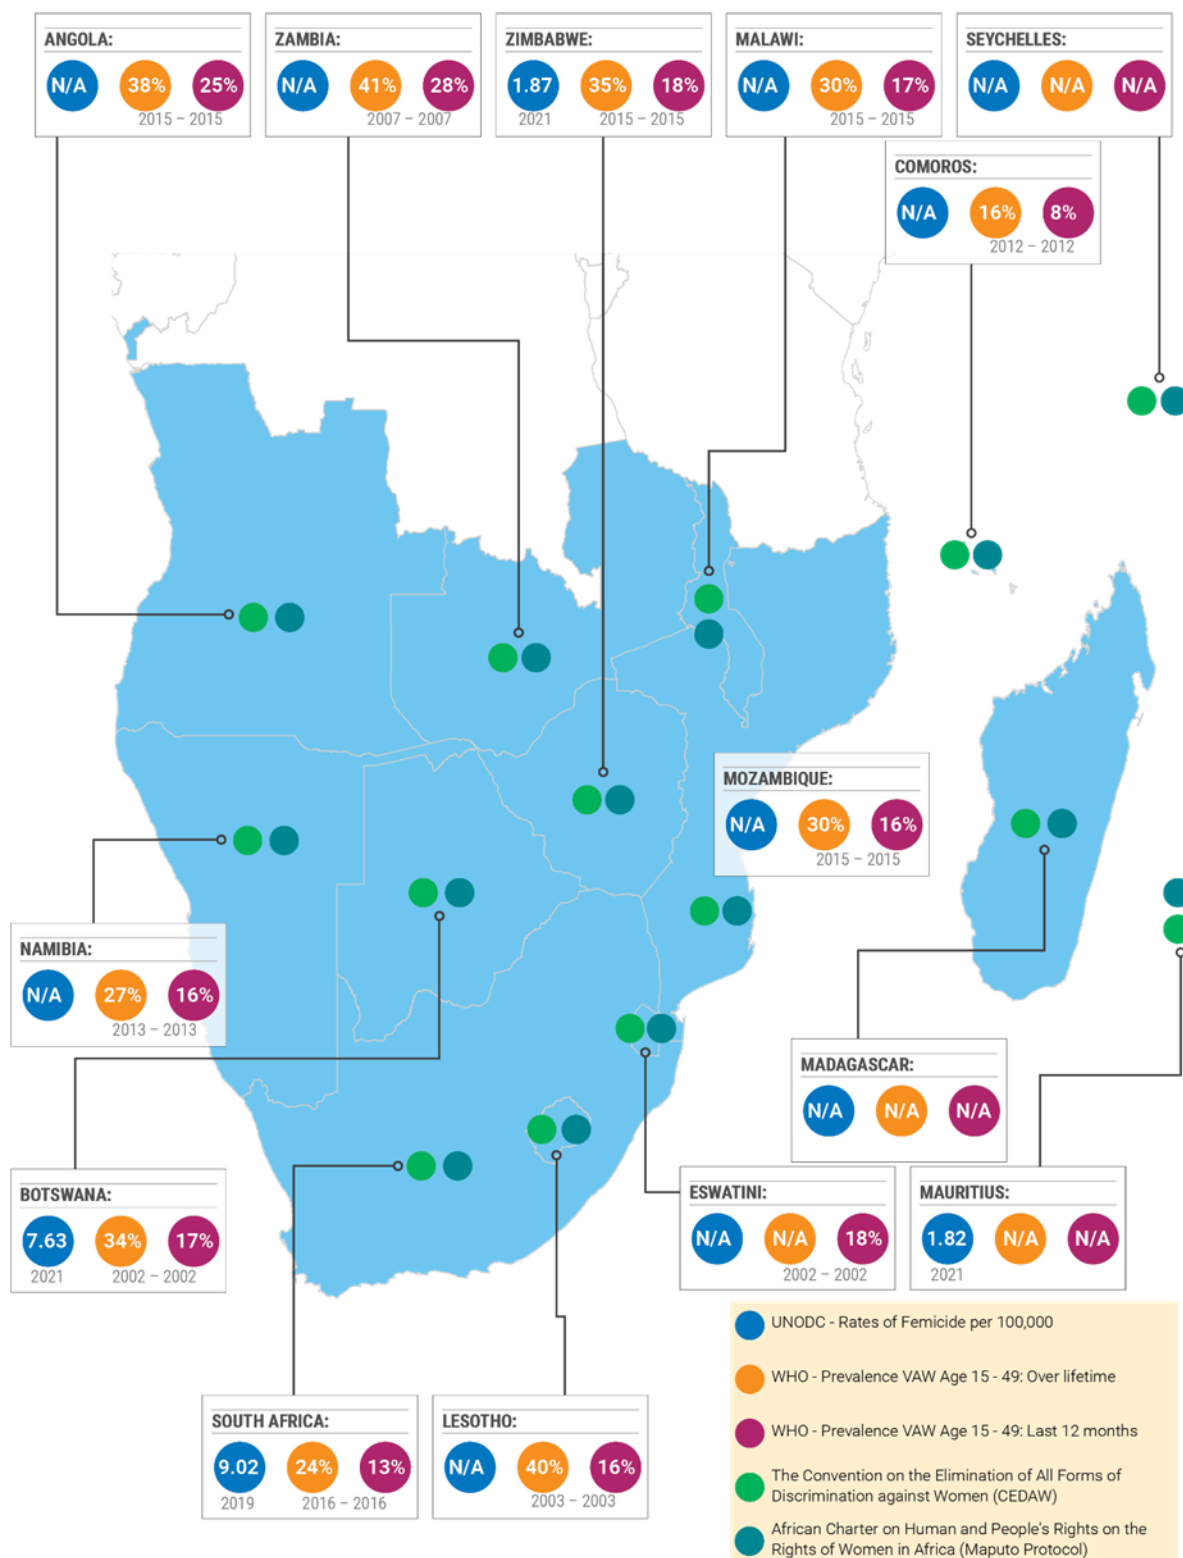 ANGOLA:
N/A 38% 25%
2015 – 2015
ZAMBIA:
N/A 41% 28%
2007 – 2007
ZIMBABWE:
1.87 35% 18%
2021 2015 – 2015
MALAWI:
N/A 30% 17%
2015 – 2015
SEYCHELLES:
N/A N/A N/A
COMOROS:
N/A 16% 8%
2012 – 2012
MOZAMBIQUE:
N/A 30% 16%
2015 – 2015
NAMIBIA:
N/A 27% 16%
2013 – 2013
MADAGASCAR:
N/A N/A N/A
BOTSWANA:
7.63 34% 17%
2021 2002 – 2002
ESWATINI:
N/A N/A 18%
2002 – 2002
MAURITIUS:
1.82 N/A N/A
2021
SOUTH AFRICA:
9.02 24% 13%
2019 2016 – 2016
LESOTHO:
N/A 40% 16%
2003 – 2003
UNODC - Rates of Femicide per 100,000
WHO - Prevalence VAW Age 15 - 49: Over lifetime
WHO - Prevalence VAW Age 15 - 49: Last 12 months
The Convention on the Elimination of All Forms of
Discrimination against Women (CEDAW)
African Charter on Human and People's Rights on the
Rights of Women in Africa (Maputo Protocol)